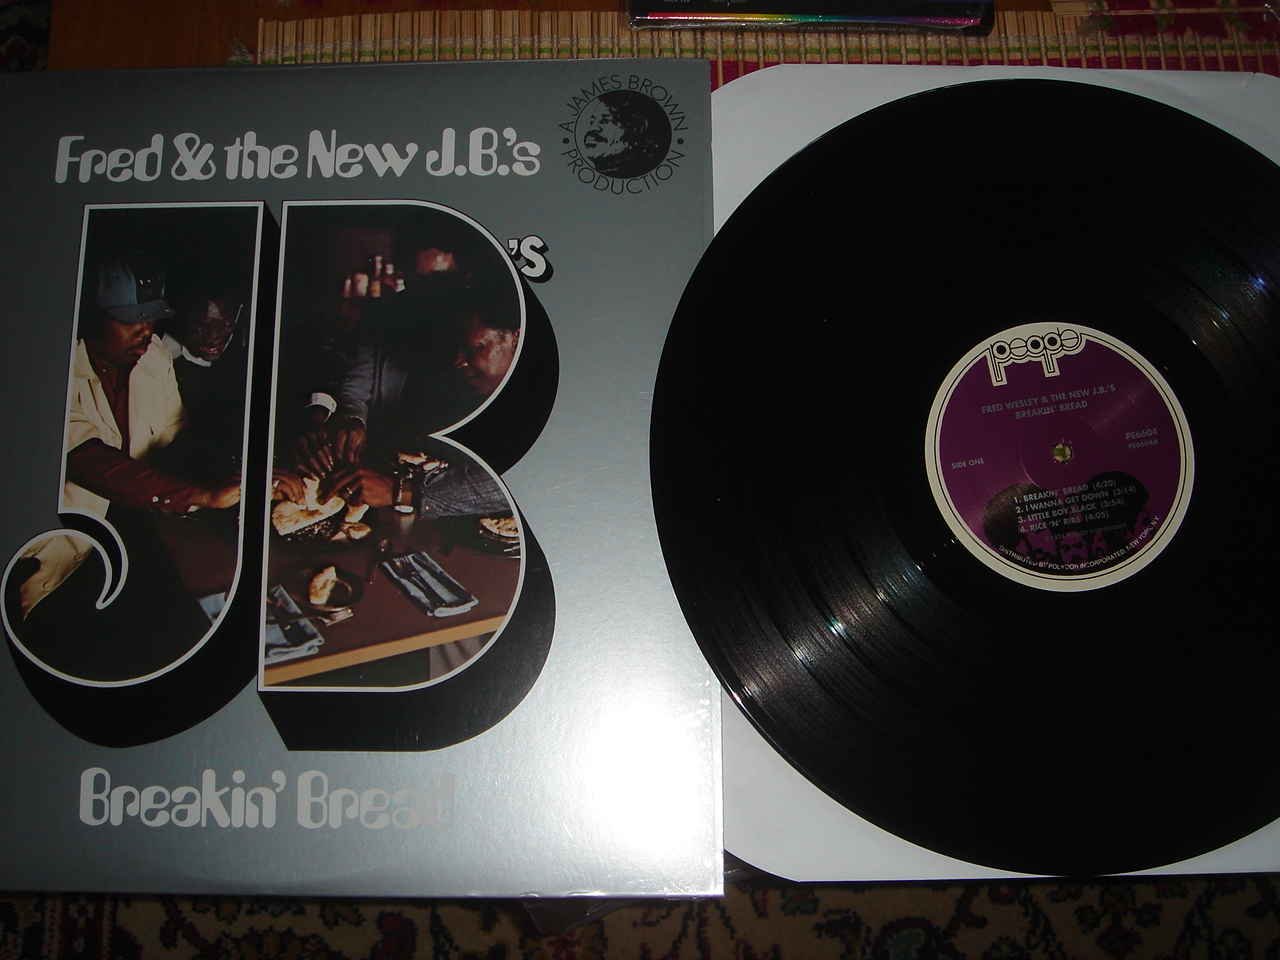 Fred & the New J.B.'s
A JAMES BROWN
PRODUCTION
JB's
Breakin' Bread
people
FRED WESLEY & THE NEW J.B.'S
BREAKIN' BREAD
PE6604
PE6604A
SIDE ONE
1. BREAKIN' BREAD (4:20)
2. I WANNA GET DOWN (3:14)
3. LITTLE BOY BLACK (3:54)
4. RICE 'N' RIBS (4:05)
DISTRIBUTED BY POLYDOR INCORPORATED, NEW YORK, N.Y.